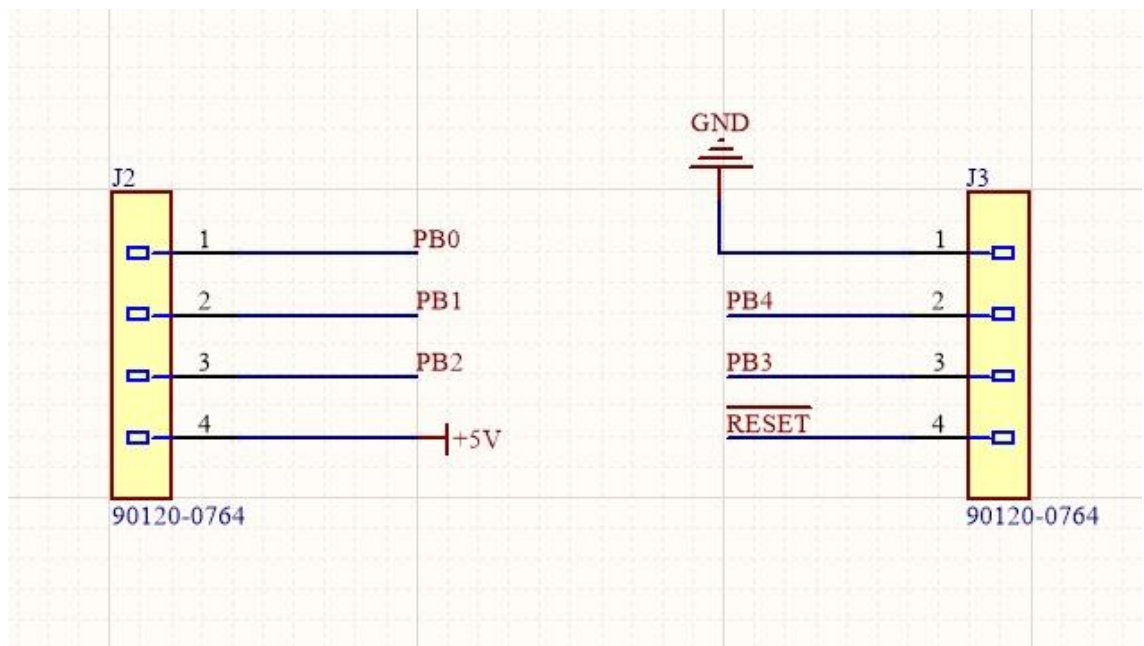 GND
J2
J3
1
PB0
1
2
PB1
PB4
2
3
PB2
PB3
3
4
+5V
RESET
4
90120-0764
90120-0764